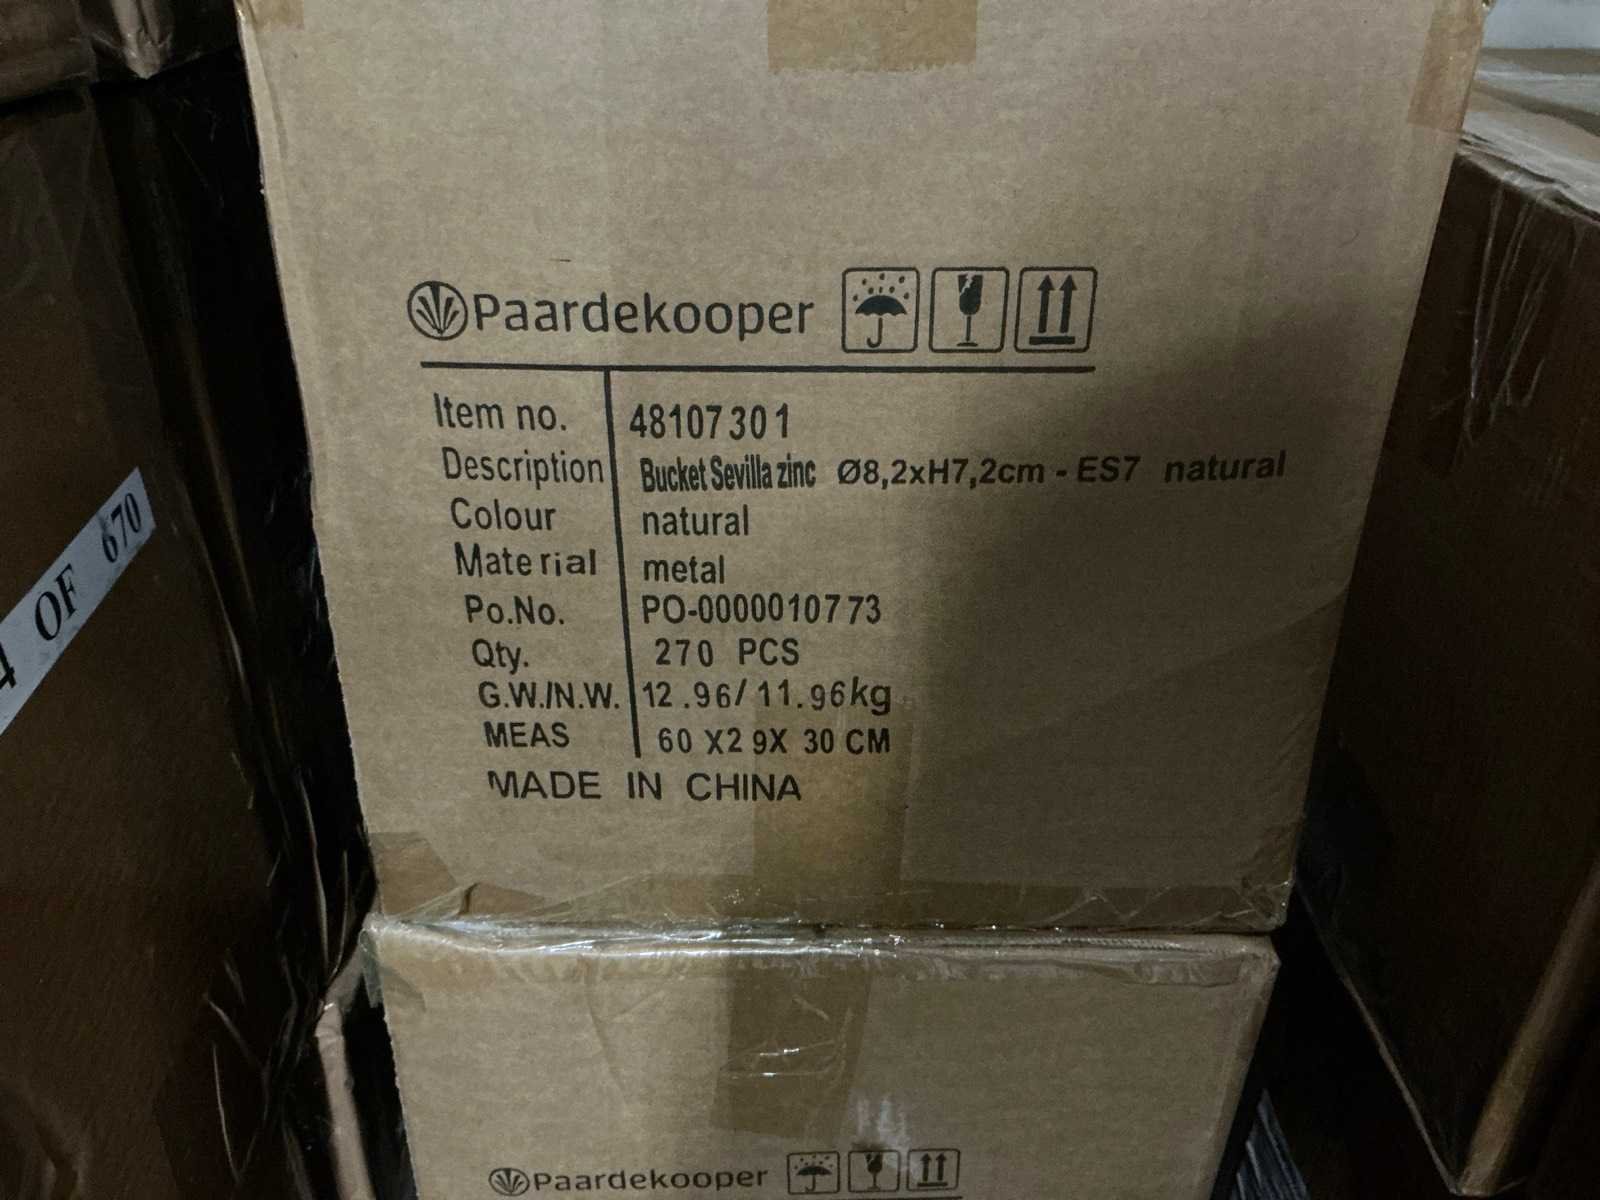 Paardekooper
Item no. 48107301
Description Bucket Sevilla zinc Ø8,2xH7,2cm - ES7 natural
Colour natural
Material metal
Po.No. PO-0000010773
Qty. 270 PCS
G.W./N.W. 12.96/11.96kg
MEAS 60 X29X 30 CM
MADE IN CHINA
4 OF 670
Paardekooper